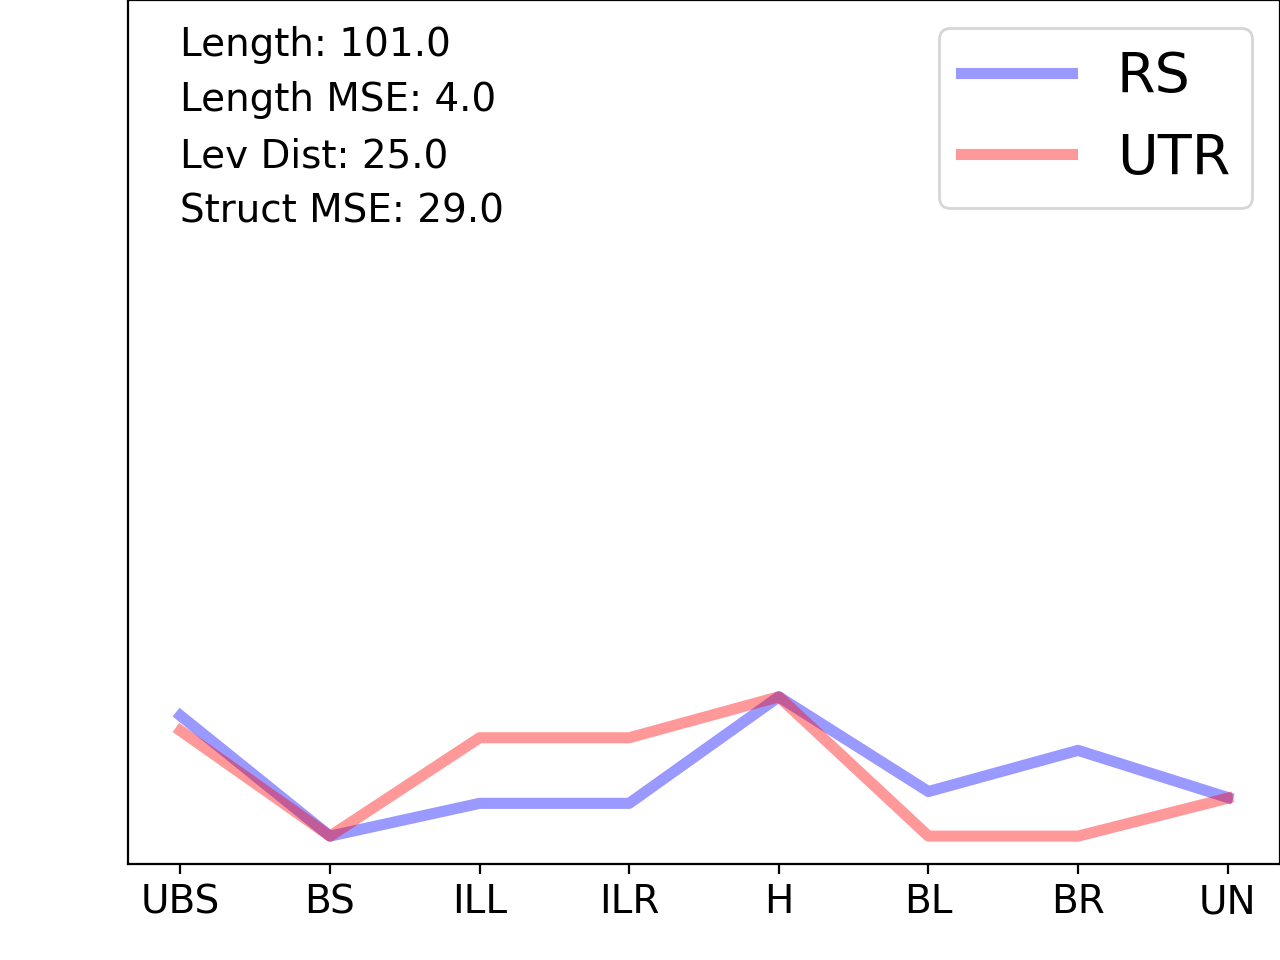 Length: 101.0
Length MSE: 4.0
Lev Dist: 25.0
Struct MSE: 29.0
RS
UTR
UBS BS ILL ILR H BL BR UN